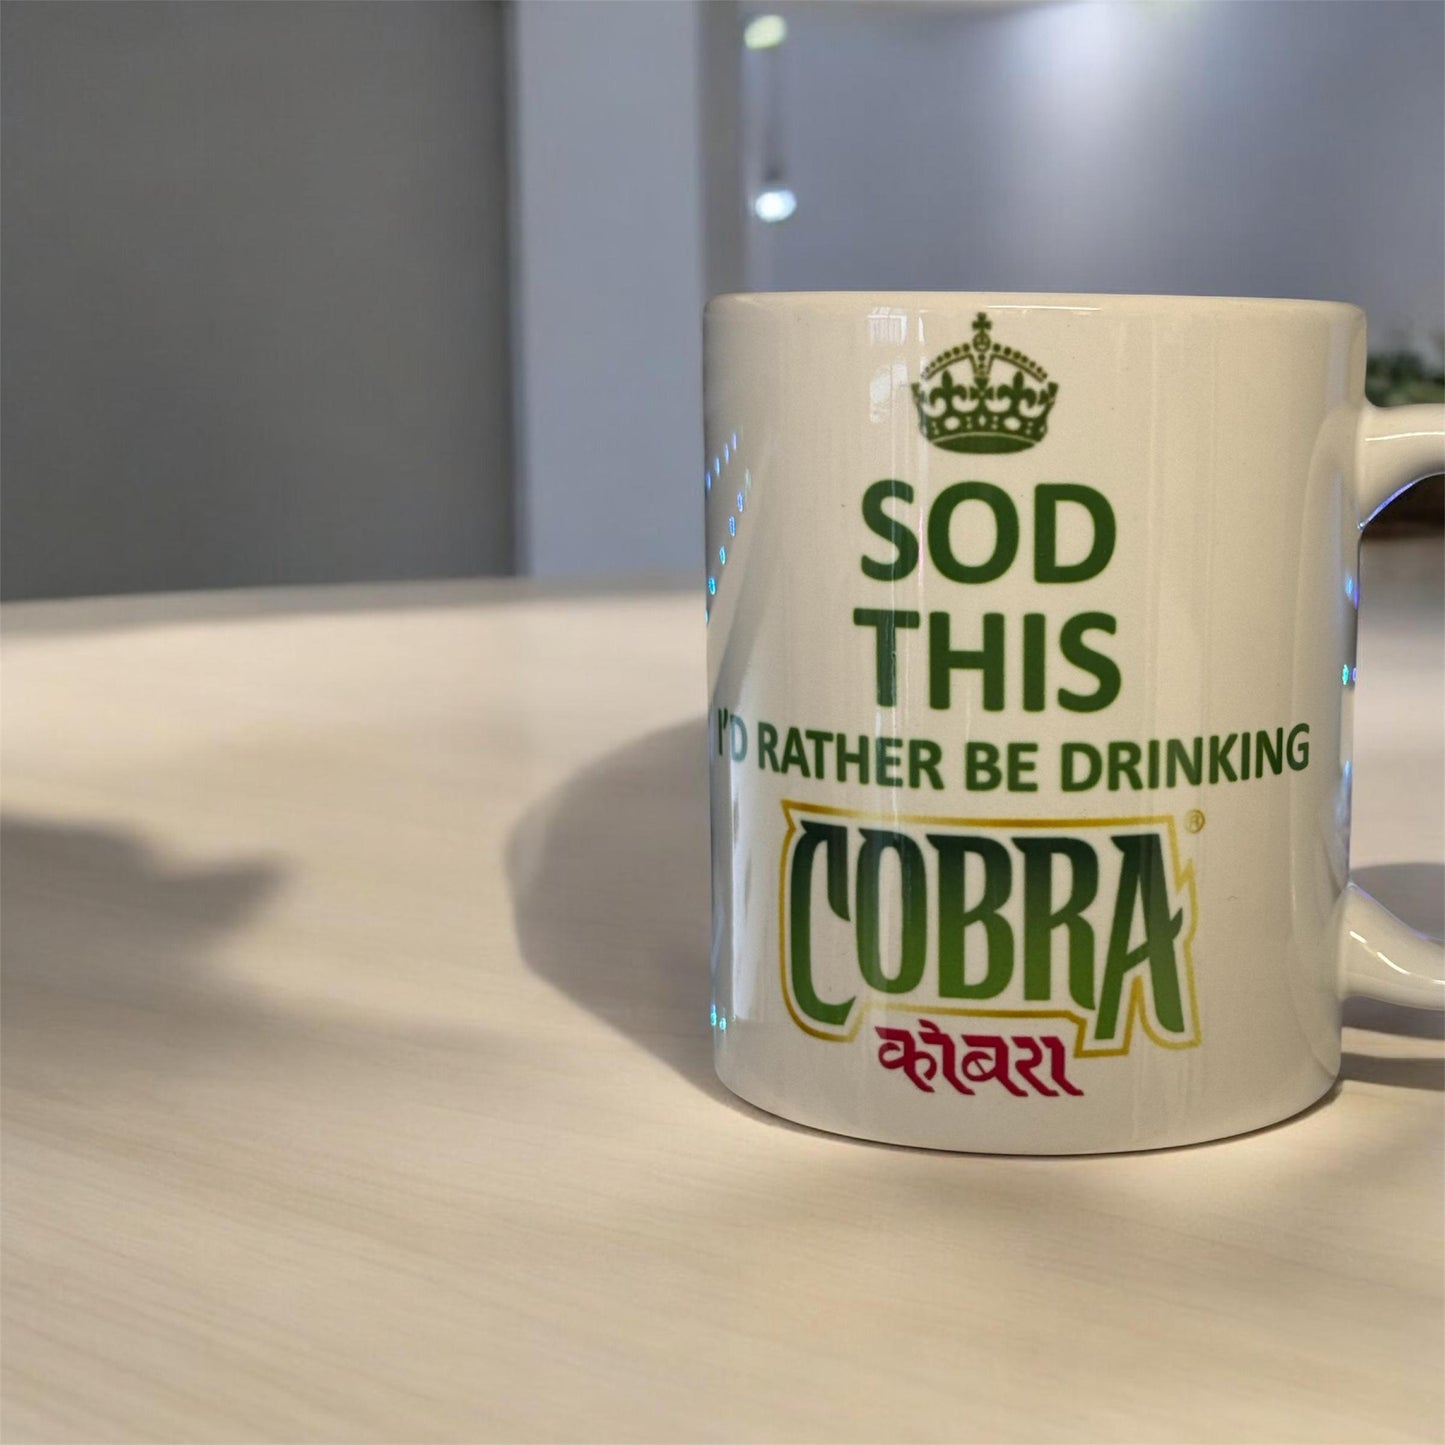 SOD
THIS
I'D RATHER BE DRINKING
COBRA®
कोबरा